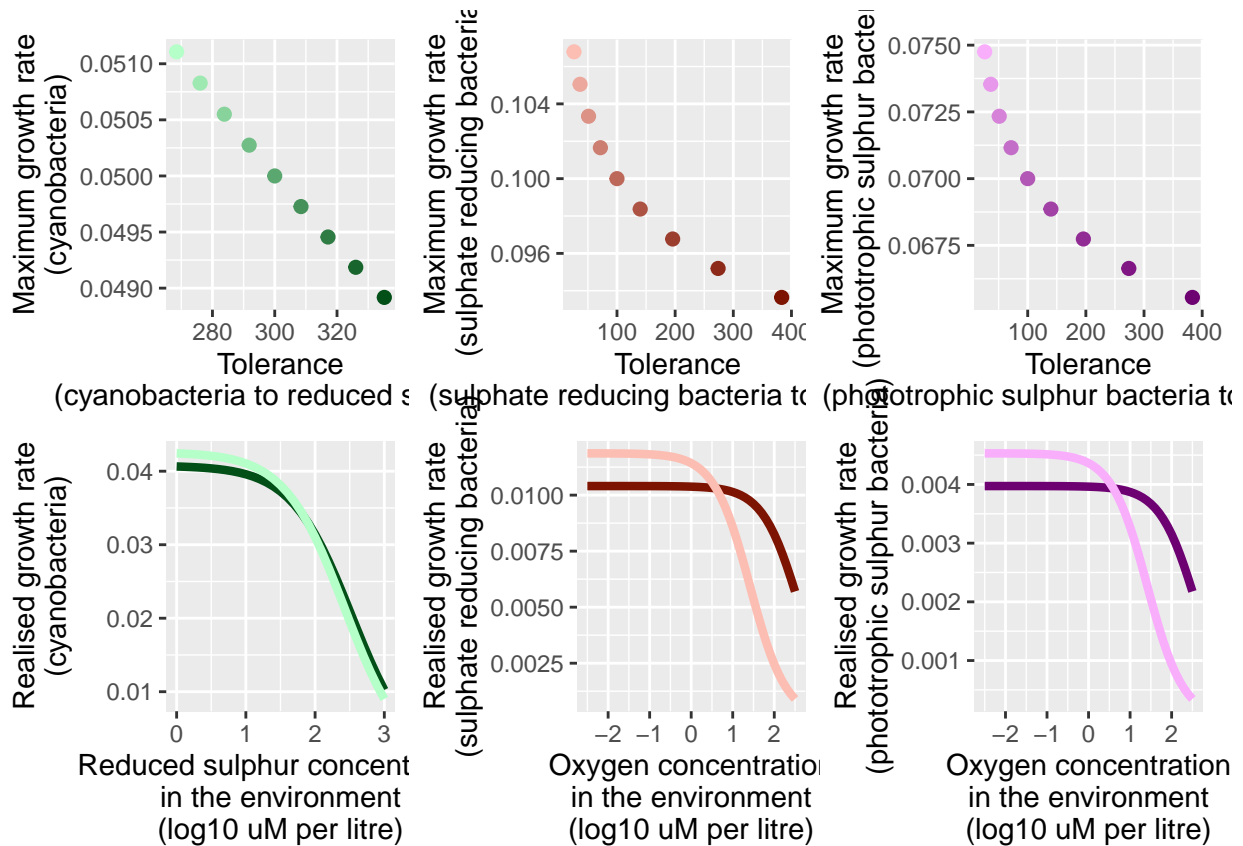 Maximum growth rate
(cyanobacteria)
0.0510
0.0505
0.0500
0.0495
0.0490
280 300 320
Tolerance
(cyanobacteria to reduced
Maximum growth rate
(sulphate reducing
0.104
0.100
0.096
100 200 300 400
Tolerance
(sulphate reducing bacteria to
Maximum growth rate
(phototrophic sulphur
0.0750
0.0725
0.0700
0.0675
100 200 300 400
Tolerance
(phototrophic sulphur bacteria to
Realised growth rate
(cyanobacteria)
0.04
0.03
0.02
0.01
0 1 2 3
Reduced sulphur
in the environment
(log10 uM per litre)
Realised growth rate
(sulphate reducing bacteria)
0.0100
0.0075
0.0050
0.0025
−2 −1 0 1 2
Oxygen
in the environment
(log10 uM per litre)
Realised growth rate
(phototrophic sulphur bacteria)
0.004
0.003
0.002
0.001
−2 −1 0 1 2
Oxygen concentration
in the environment
(log10 uM per litre)